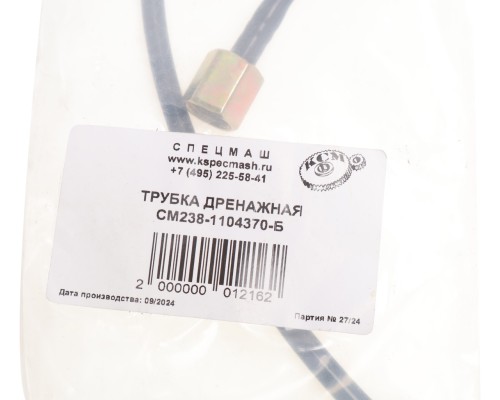 СПЕЦМАШ
www.kspecmash.ru
+7 (495) 225-58-41
КСМ
Ф
ТРУБКА ДРЕНАЖНАЯ
СМ238-1104370-Б
2 000000 012162
Дата производства: 09/2024
Партия № 27/24